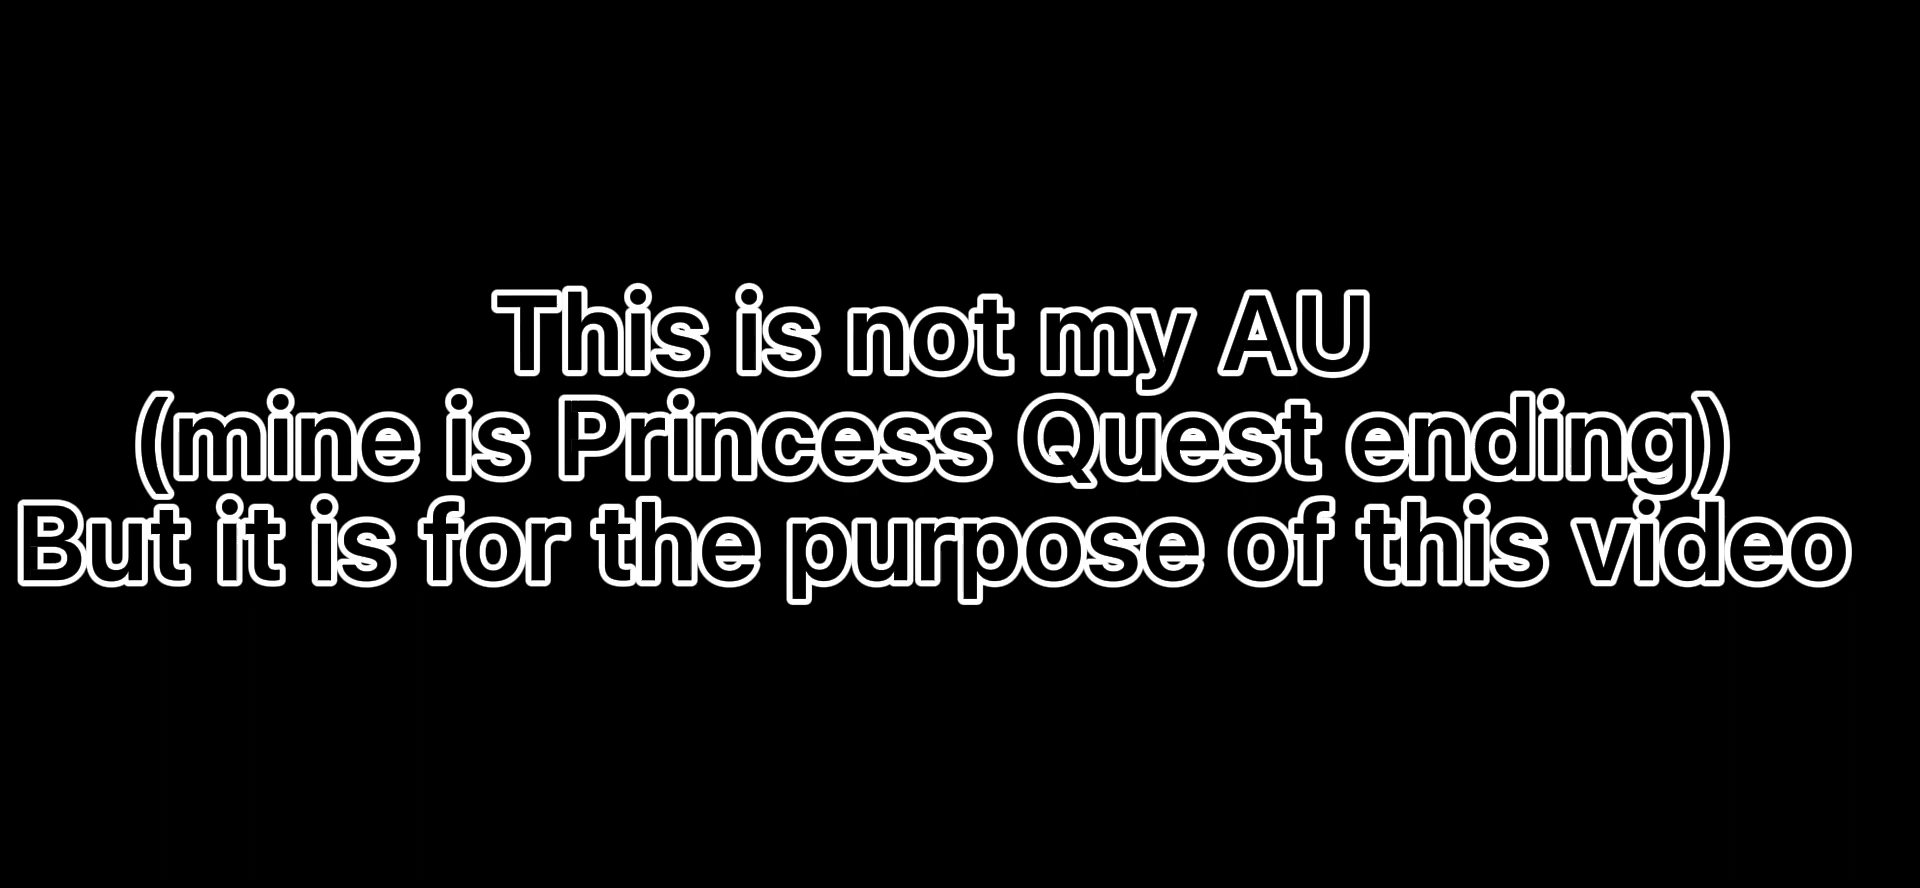 This is not my AU
(mine is Princess Quest ending)
But it is for the purpose of this video